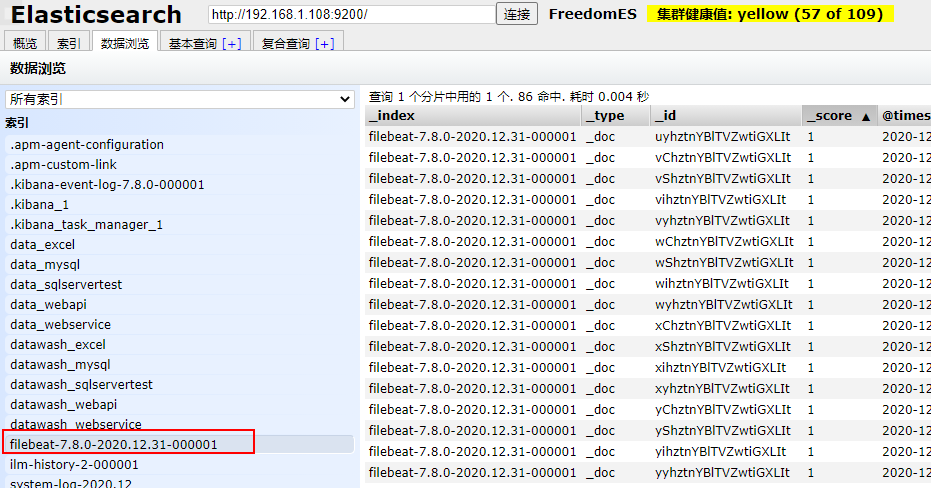 Elasticsearch http://192.168.1.108:9200/ 连接 FreedomES 集群健康值: yellow (57 of 109)
概览 索引 数据浏览 基本查询 [+] 复合查询 [+]
数据浏览
所有索引
索引
.apm-agent-configuration
.apm-custom-link
.kibana-event-log-7.8.0-000001
.kibana_1
.kibana_task_manager_1
data_excel
data_mysql
data_sqlservertest
data_webapi
data_webservice
datawash_excel
datawash_mysql
datawash_sqlservertest
datawash_webapi
datawash_webservice
filebeat-7.8.0-2020.12.31-000001
ilm-history-2-000001
system-log-2020.12
查询 1 个分片中用的 1 个. 86 命中. 耗时 0.004 秒
_index _type _id _score ▲ @times
filebeat-7.8.0-2020.12.31-000001 _doc uyhztnYBlTVZwtiGXLIt 1 2020-12
filebeat-7.8.0-2020.12.31-000001 _doc vChztnYBlTVZwtiGXLIt 1 2020-12
filebeat-7.8.0-2020.12.31-000001 _doc vShztnYBlTVZwtiGXLIt 1 2020-12
filebeat-7.8.0-2020.12.31-000001 _doc vihztnYBlTVZwtiGXLIt 1 2020-12
filebeat-7.8.0-2020.12.31-000001 _doc vyhztnYBlTVZwtiGXLIt 1 2020-12
filebeat-7.8.0-2020.12.31-000001 _doc wChztnYBlTVZwtiGXLIt 1 2020-12
filebeat-7.8.0-2020.12.31-000001 _doc wShztnYBlTVZwtiGXLIt 1 2020-12
filebeat-7.8.0-2020.12.31-000001 _doc wihztnYBlTVZwtiGXLIt 1 2020-12
filebeat-7.8.0-2020.12.31-000001 _doc wyhztnYBlTVZwtiGXLIt 1 2020-12
filebeat-7.8.0-2020.12.31-000001 _doc xChztnYBlTVZwtiGXLIt 1 2020-12
filebeat-7.8.0-2020.12.31-000001 _doc xShztnYBlTVZwtiGXLIt 1 2020-12
filebeat-7.8.0-2020.12.31-000001 _doc xihztnYBlTVZwtiGXLIt 1 2020-12
filebeat-7.8.0-2020.12.31-000001 _doc xyhztnYBlTVZwtiGXLIt 1 2020-12
filebeat-7.8.0-2020.12.31-000001 _doc yChztnYBlTVZwtiGXLIt 1 2020-12
filebeat-7.8.0-2020.12.31-000001 _doc yShztnYBlTVZwtiGXLIt 1 2020-12
filebeat-7.8.0-2020.12.31-000001 _doc yihztnYBlTVZwtiGXLIt 1 2020-12
filebeat-7.8.0-2020.12.31-000001 _doc yyhztnYBlTVZwtiGXLIt 1 2020-12